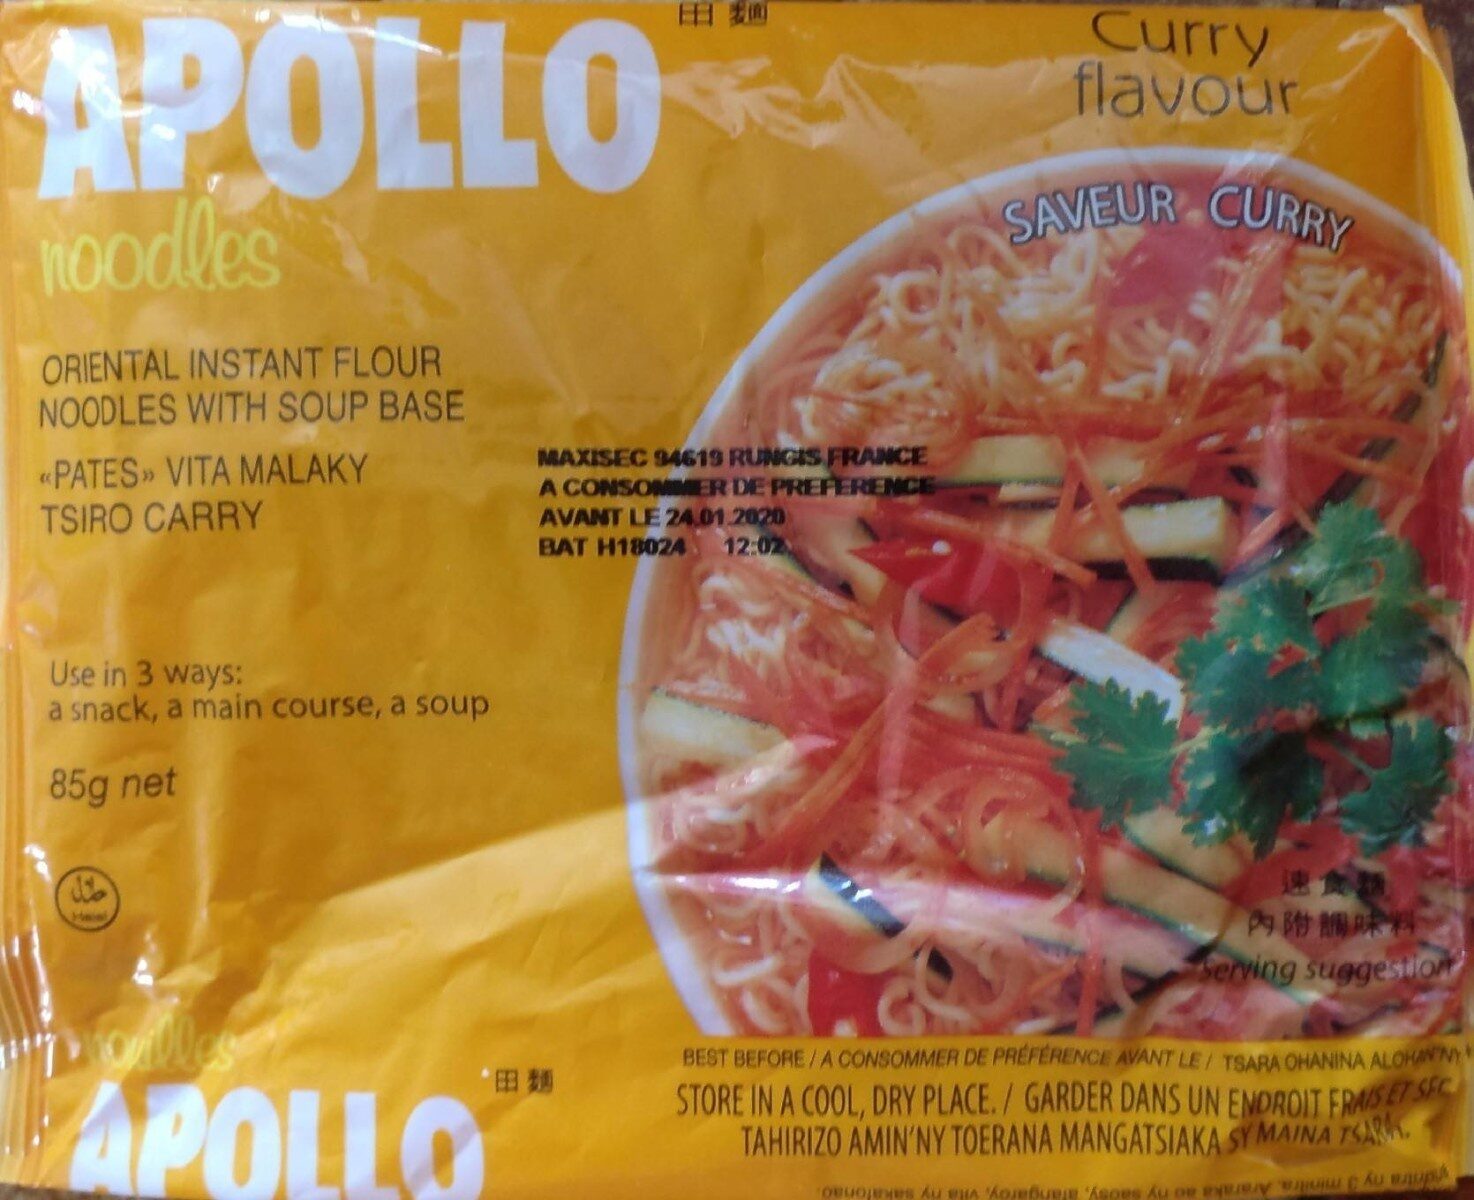 APOLLO
田 麵
noodles
Curry
flavour
SAVEUR CURRY
ORIENTAL INSTANT FLOUR
NOODLES WITH SOUP BASE
«PATES» VITA MALAKY
TSIRO CARRY
MAXISEC 94619 RUNGIS FRANCE
A CONSOMMER DE PREFERENCE
AVANT LE 24.01.2020
BAT H18024 12:02
Use in 3 ways:
a snack, a main course, a soup
85g net
حلال
Halal
速食麵
內附調味料
Serving suggestion
nouilles
APOLLO
田 麵
BEST BEFORE / A CONSOMMER DE PRÉFÉRENCE AVANT LE / TSARA OHANINA ALOHAN'NY
STORE IN A COOL, DRY PLACE. / GARDER DANS UN ENDROIT FRAIS ET SEC.
TAHIRIZO AMIN'NY TOERANA MANGATSIAKA SY MAINA TSARA.